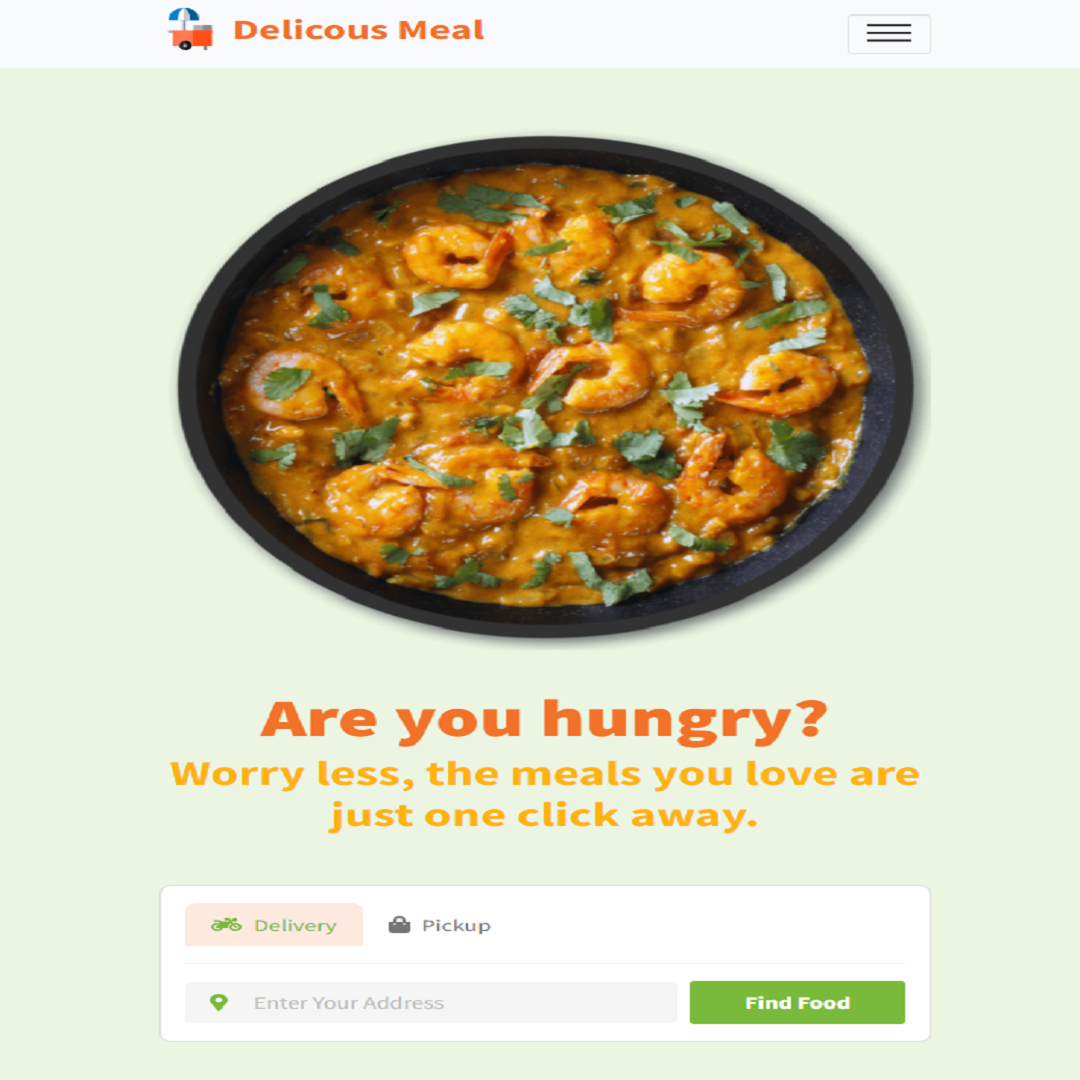 Delicous Meal
Are you hungry?
Worry less, the meals you love are
just one click away.
Delivery
Pickup
Enter Your Address
Find Food